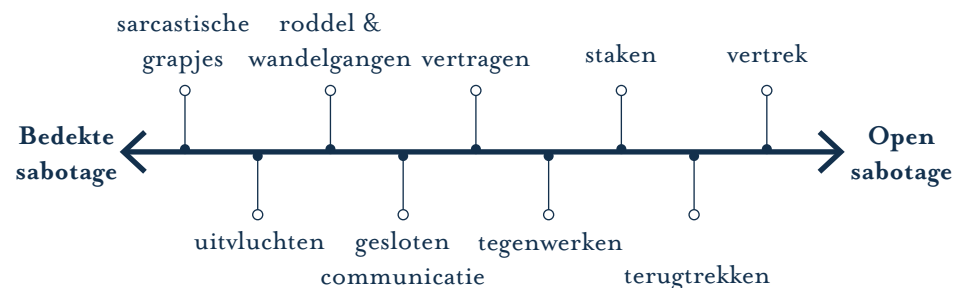 sarcastische
grapjes
roddel &
wandelgangen
vertragen
staken
vertrek
Bedekte
sabotage
Open
sabotage
uitvluchten
gesloten
communicatie
tegenwerken
terugtrekken